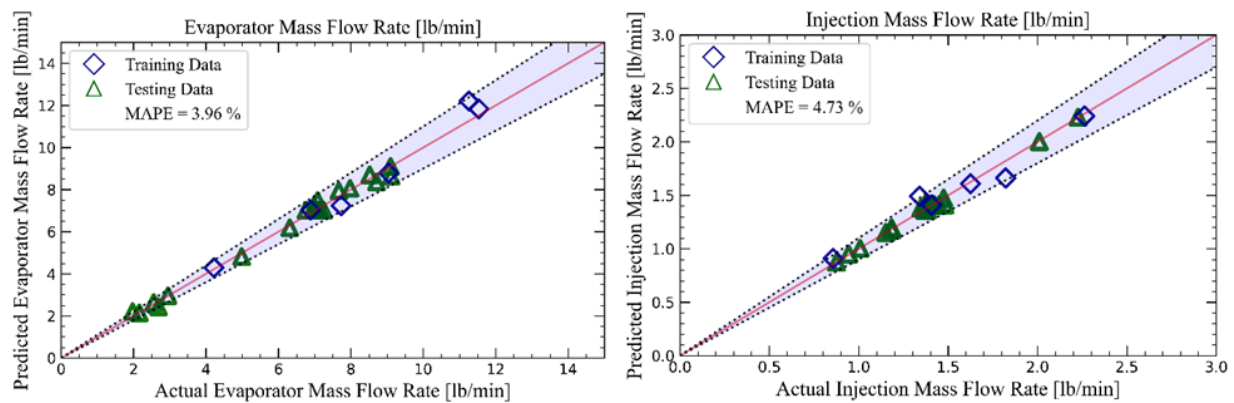 Evaporator Mass Flow Rate [lb/min]
Predicted Evaporator Mass Flow Rate [lb/min]
14
12
10
8
6
4
2
0
Training Data
Testing Data
MAPE = 3.96 %
0 2 4 6 8 10 12 14
Actual Evaporator Mass Flow Rate [lb/min]
Injection Mass Flow Rate [lb/min]
Predicted Injection Mass Flow Rate [lb/min]
3.0
2.5
2.0
1.5
1.0
0.5
0.0
Training Data
Testing Data
MAPE = 4.73 %
0.0 0.5 1.0 1.5 2.0 2.5 3.0
Actual Injection Mass Flow Rate [lb/min]